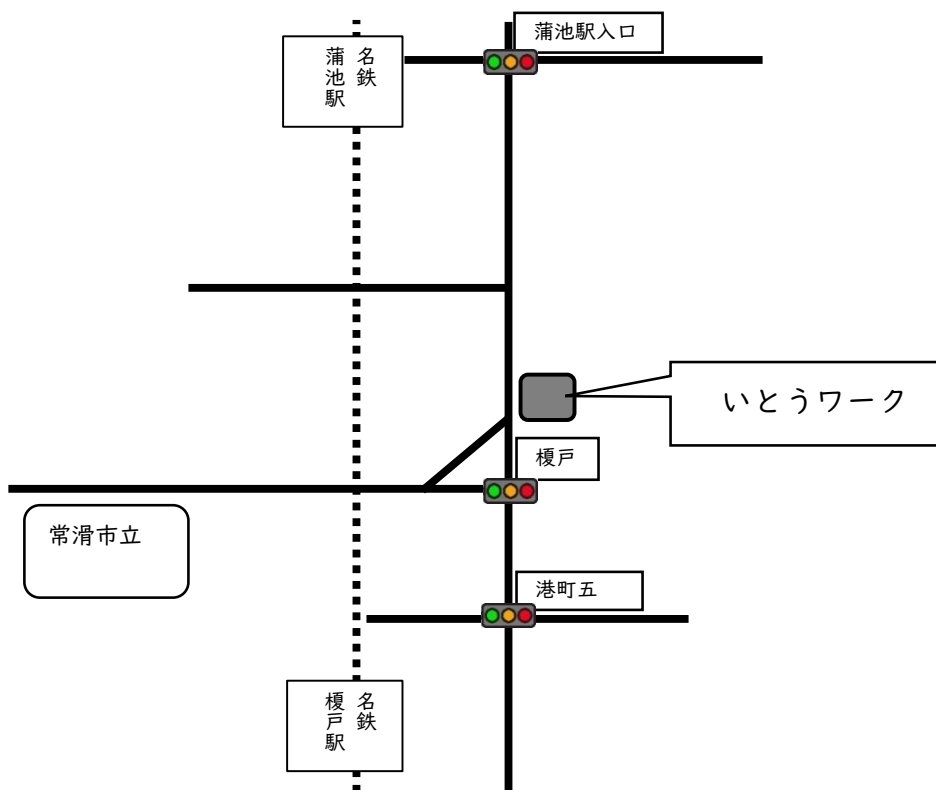 蒲池駅入口
名鉄
蒲池駅
いとうワーク
榎戸
常滑市立
港町五
名鉄
榎戸駅